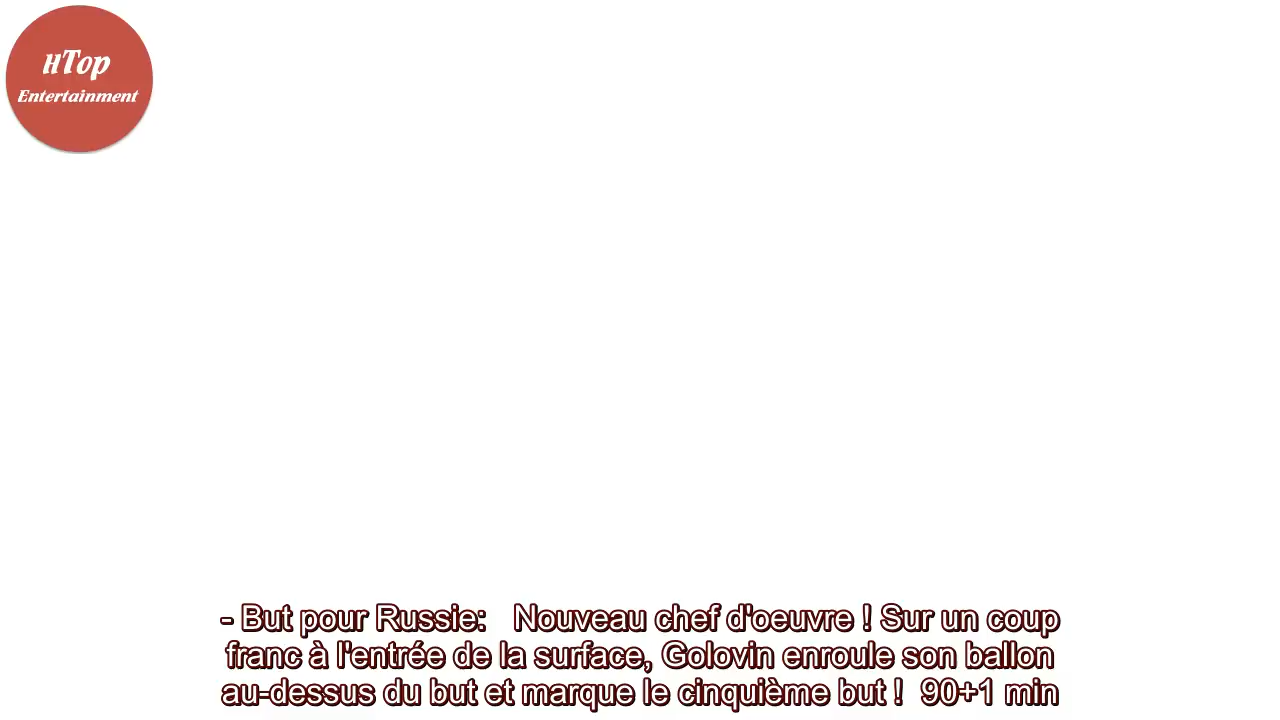 HTop
Entertainment
- But pour Russie:   Nouveau chef d'oeuvre ! Sur un coup
franc à l'entrée de la surface, Golovin enroule son ballon
au-dessus du but et marque le cinquième but !  90+1 min